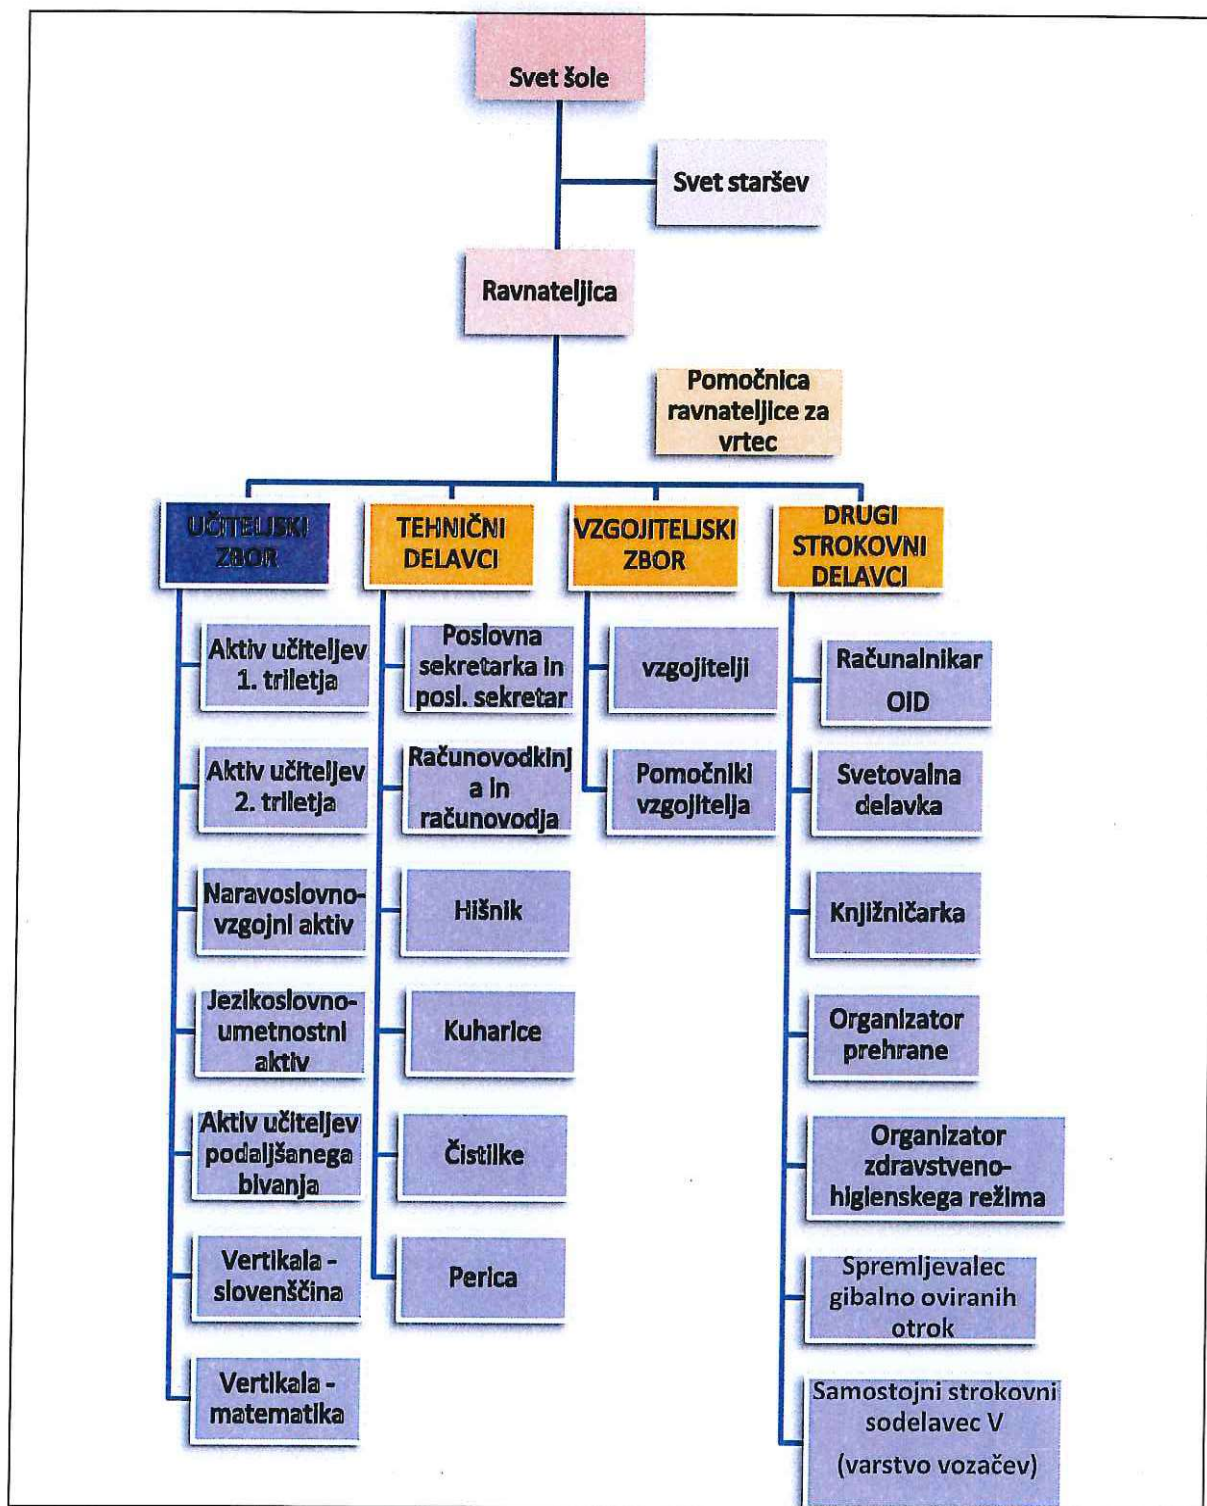 Svet šole
Svet staršev
Ravnateljica
Pomočnica
ravnateljice za
vrtec
UČITELJSKI
ZBOR
Aktiv učiteljev
1. triletja
Aktiv učiteljev
2. triletja
Naravoslovno-
vzgojni aktiv
Jezikoslovno-
umetnostni
aktiv
Aktiv učiteljev
podaljšanega
bivanja
Vertikala -
slovenščina
Vertikala -
matematika
TEHNIČNI
DELAVCI
Poslovna
sekretarka in
posl. sekretar
Računovodkinj
a in
računovodja
Hišnik
Kuharice
Čistilke
Perica
VZGOJITELJSKI
ZBOR
vzgojitelji
Pomočniki
vzgojitelja
DRUGI
STROKOVNI
DELAVCI
Računalnikar
OID
Svetovalna
delavka
Knjižničarka
Organizator
prehrane
Organizator
zdravstveno-
higienskega režima
Spremljevalec
gibalno oviranih
otrok
Samostojni strokovni
sodelavec V
(varstvo vozačev)